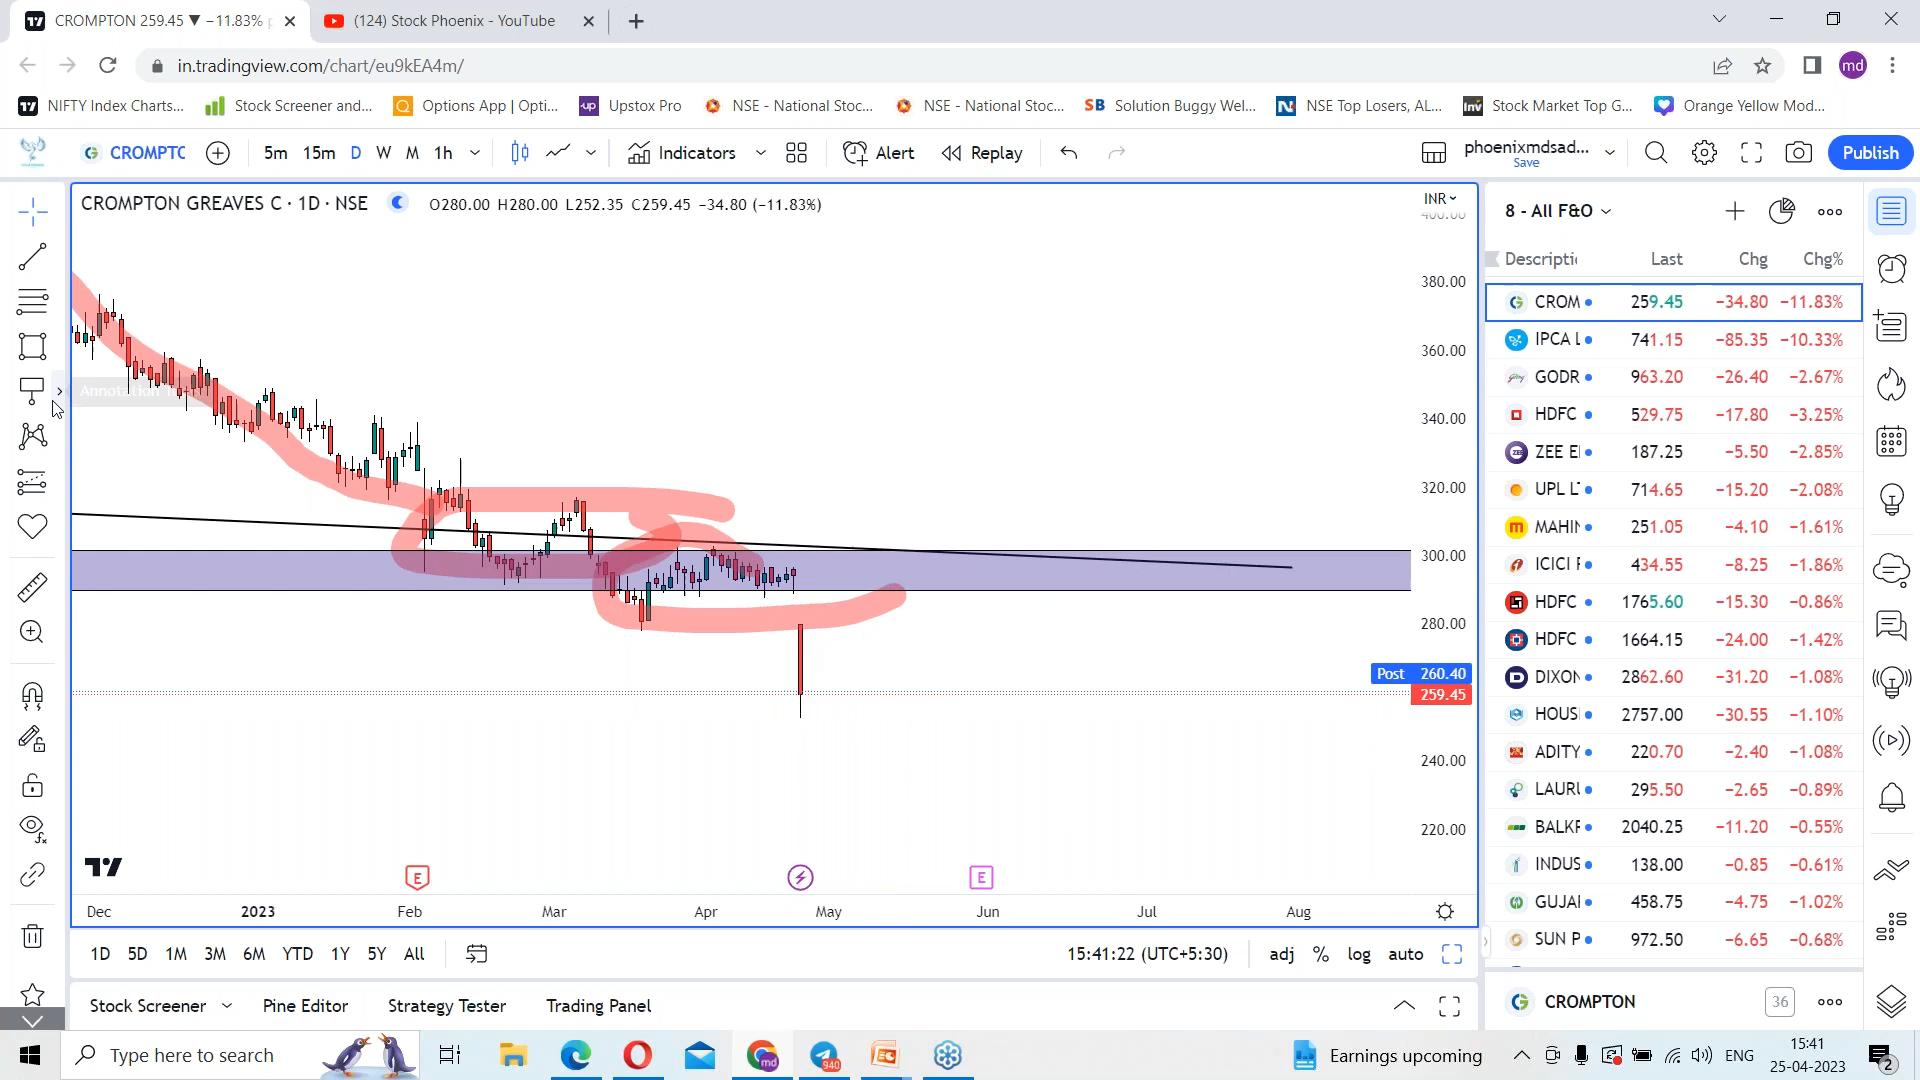 CROMPTON 259.45 ▼ −11.83%
(124) Stock Phoenix - YouTube
in.tradingview.com/chart/eu9kEA4m/
md
NIFTY Index Charts...
Stock Screener and...
Options App | Opti...
up
Upstox Pro
NSE - National Stoc...
NSE - National Stoc...
SB
Solution Buggy Wel...
NSE Top Losers, AL...
Inv
Stock Market Top G...
Orange Yellow Mod...
CROMPTC
5m 15m D W M 1h
Indicators
Alert
Replay
phoenixmdsad...
Save
Publish
CROMPTON GREAVES C · 1D · NSE
O280.00 H280.00 L252.35 C259.45 −34.80 (−11.83%)
INR
400.00
380.00
360.00
340.00
320.00
300.00
280.00
Post 260.40
259.45
240.00
220.00
Annotation
E
E
Dec 2023 Feb Mar Apr May Jun Jul Aug
1D 5D 1M 3M 6M YTD 1Y 5Y All
15:41:22 (UTC+5:30)
adj % log auto
Stock Screener
Pine Editor
Strategy Tester
Trading Panel
8 - All F&O
Descripti Last Chg Chg%
CROM 259.45 −34.80 −11.83%
IPCA L 741.15 −85.35 −10.33%
GODR 963.20 −26.40 −2.67%
HDFC 529.75 −17.80 −3.25%
ZEE El 187.25 −5.50 −2.85%
UPL LT 714.65 −15.20 −2.08%
MAHIN 251.05 −4.10 −1.61%
ICICI F 434.55 −8.25 −1.86%
HDFC 1765.60 −15.30 −0.86%
HDFC 1664.15 −24.00 −1.42%
DIXON 2862.60 −31.20 −1.08%
HOUSI 2757.00 −30.55 −1.10%
ADITY 220.70 −2.40 −1.08%
LAURU 295.50 −2.65 −0.89%
BALKR 2040.25 −11.20 −0.55%
INDUS 138.00 −0.85 −0.61%
GUJAI 458.75 −4.75 −1.02%
SUN P 972.50 −6.65 −0.68%
CROMPTON
36
Type here to search
md
940
Earnings upcoming
ENG
15:41
25-04-2023
2